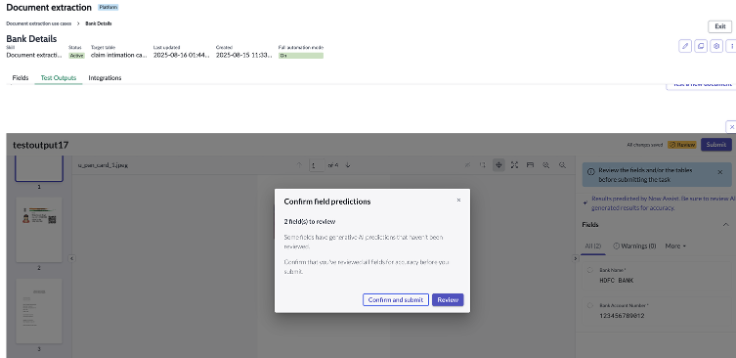 Document extraction Platform
Document extraction use cases > Bank Details
Exit
Bank Details
Skill Status Target table Last updated Created Full automation mode
Document extracti... Active claim intimation ca... 2025-08-16 01:44... 2025-08-15 11:33...
Fields Test Outputs Integrations
Test a new document
testoutput17
All changes saved Review Submit
1 of 4
Review the fields and/or the tables
before submitting the task
Results predicted by Now Assist. Be sure to review AI
generated results for accuracy.
Fields
All (2) Warnings (0) More
Bank Name *
HDFC BANK
Bank Account Number *
123456789012
1
2
3
Confirm field predictions
2 field(s) to review
Some fields have generative AI predictions that haven't been
reviewed.
Confirm that you've reviewed all fields for accuracy before you
submit.
Confirm and submit Review